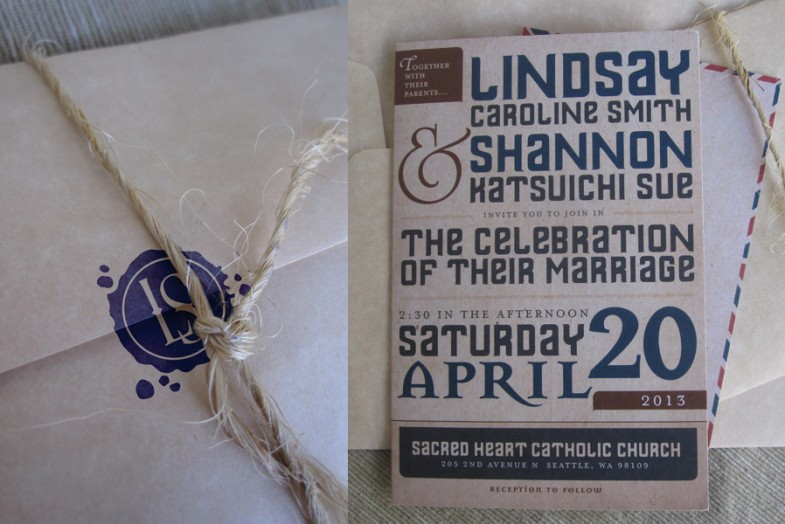 LS
TOGETHER
WITH
THEIR
PARENTS...
LINDSAY
CAROLINE SMITH
& SHANNON
KATSUICHI SUE
INVITE YOU TO JOIN IN
THE CELEBRATION
OF THEIR MARRIAGE
2:30 IN THE AFTERNOON
SATURDAY 20
APRIL
2013
SACRED HEART CATHOLIC CHURCH
205 2ND AVENUE N SEATTLE, WA 98109
RECEPTION TO FOLLOW